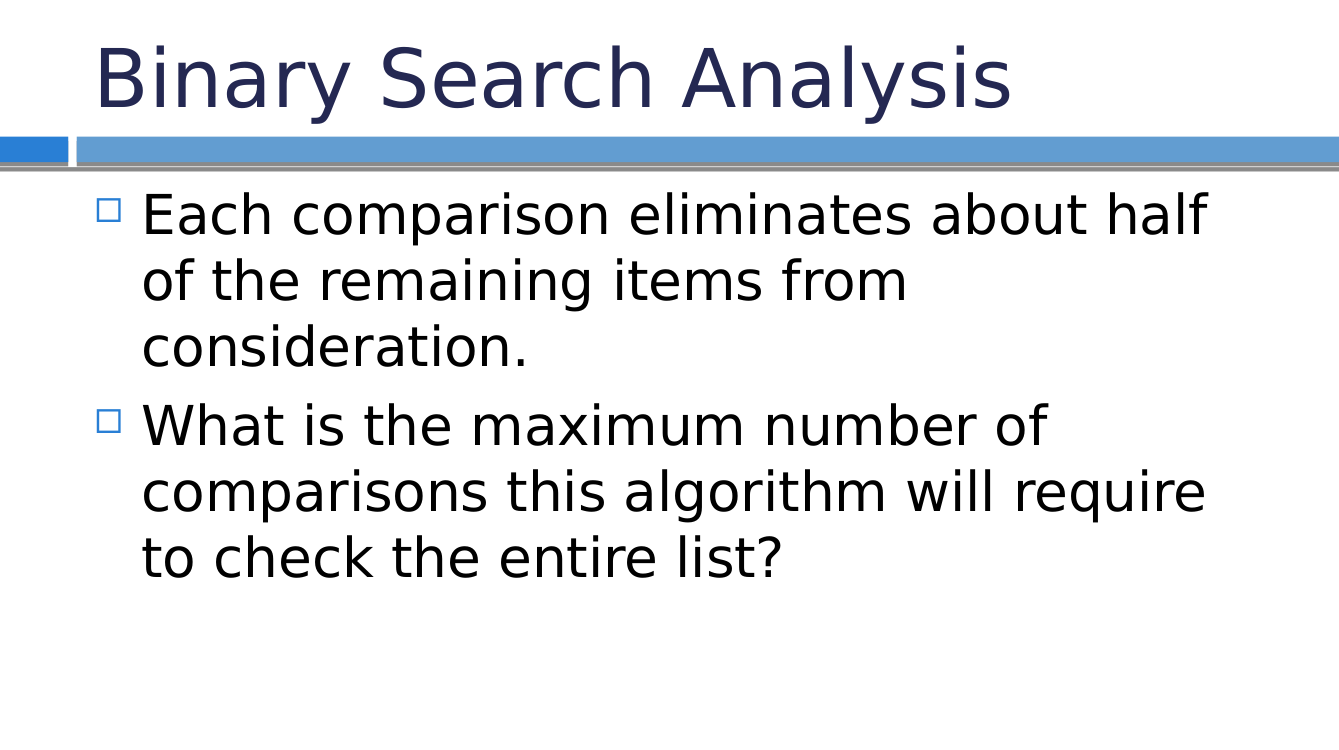 Binary Search Analysis
Each comparison eliminates about half
of the remaining items from
consideration.
What is the maximum number of
comparisons this algorithm will require
to check the entire list?